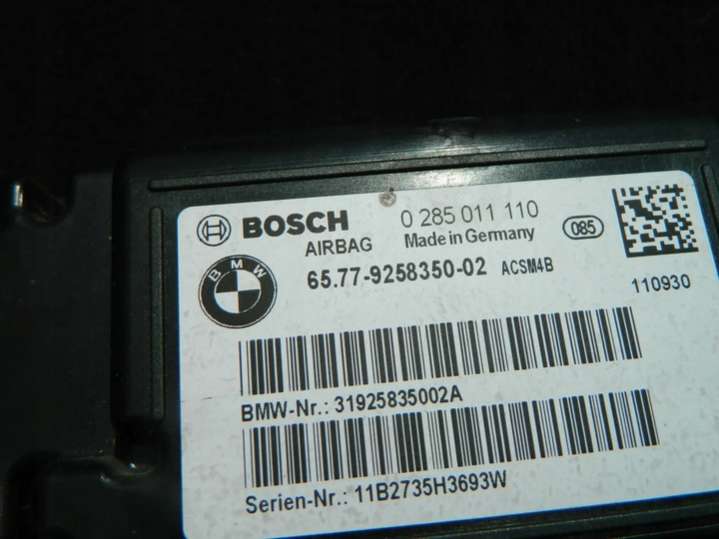 BOSCH 0 285 011 110
AIRBAG Made in Germany 085
BMW 65.77-9258350-02 ACSM4B
110930
BMW-Nr.: 31925835002A
Serien-Nr.: 11B2735H3693W